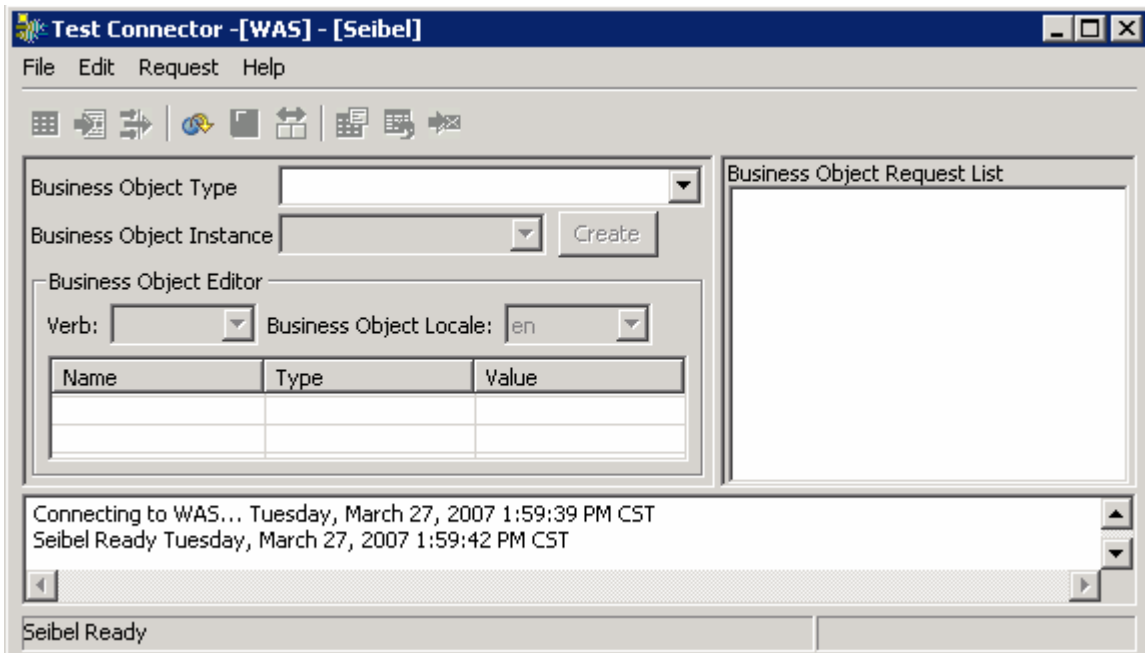 Test Connector -[WAS] - [Seibel]
File Edit Request Help
Business Object Type
Business Object Instance Create
Business Object Editor
Verb: Business Object Locale: en
Name Type Value
Business Object Request List
Connecting to WAS... Tuesday, March 27, 2007 1:59:39 PM CST
Seibel Ready Tuesday, March 27, 2007 1:59:42 PM CST
Seibel Ready